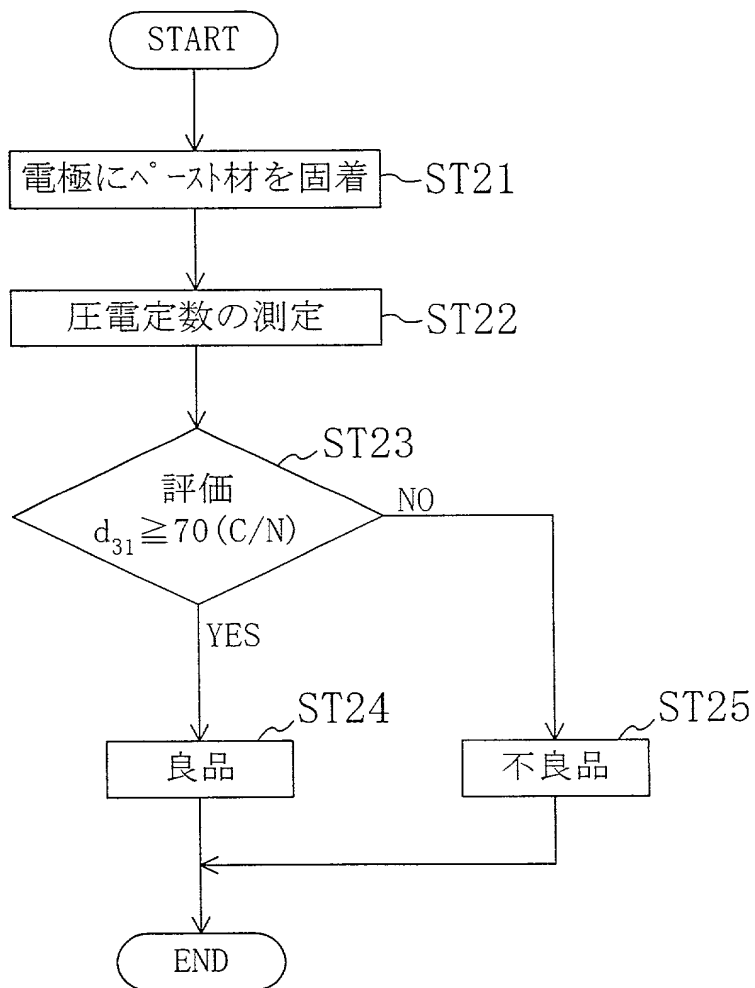 START
電極にペースト材を固着
ST21
圧電定数の測定
ST22
ST23
評価
d₃₁≧70(C/N)
NO
YES
ST24
良品
ST25
不良品
END